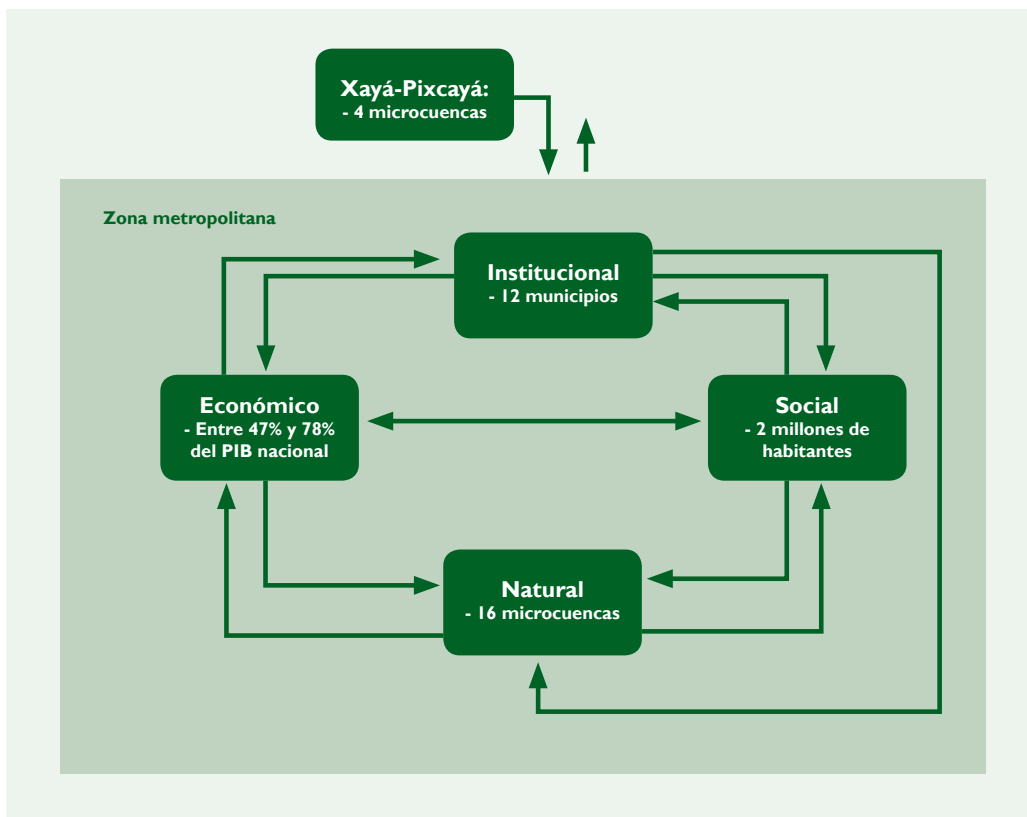 Xayá-Pixcayá:
- 4 microcuencas
Zona metropolitana
Institucional
- 12 municipios
Económico
- Entre 47% y 78%
del PIB nacional
Social
- 2 millones de
habitantes
Natural
- 16 microcuencas